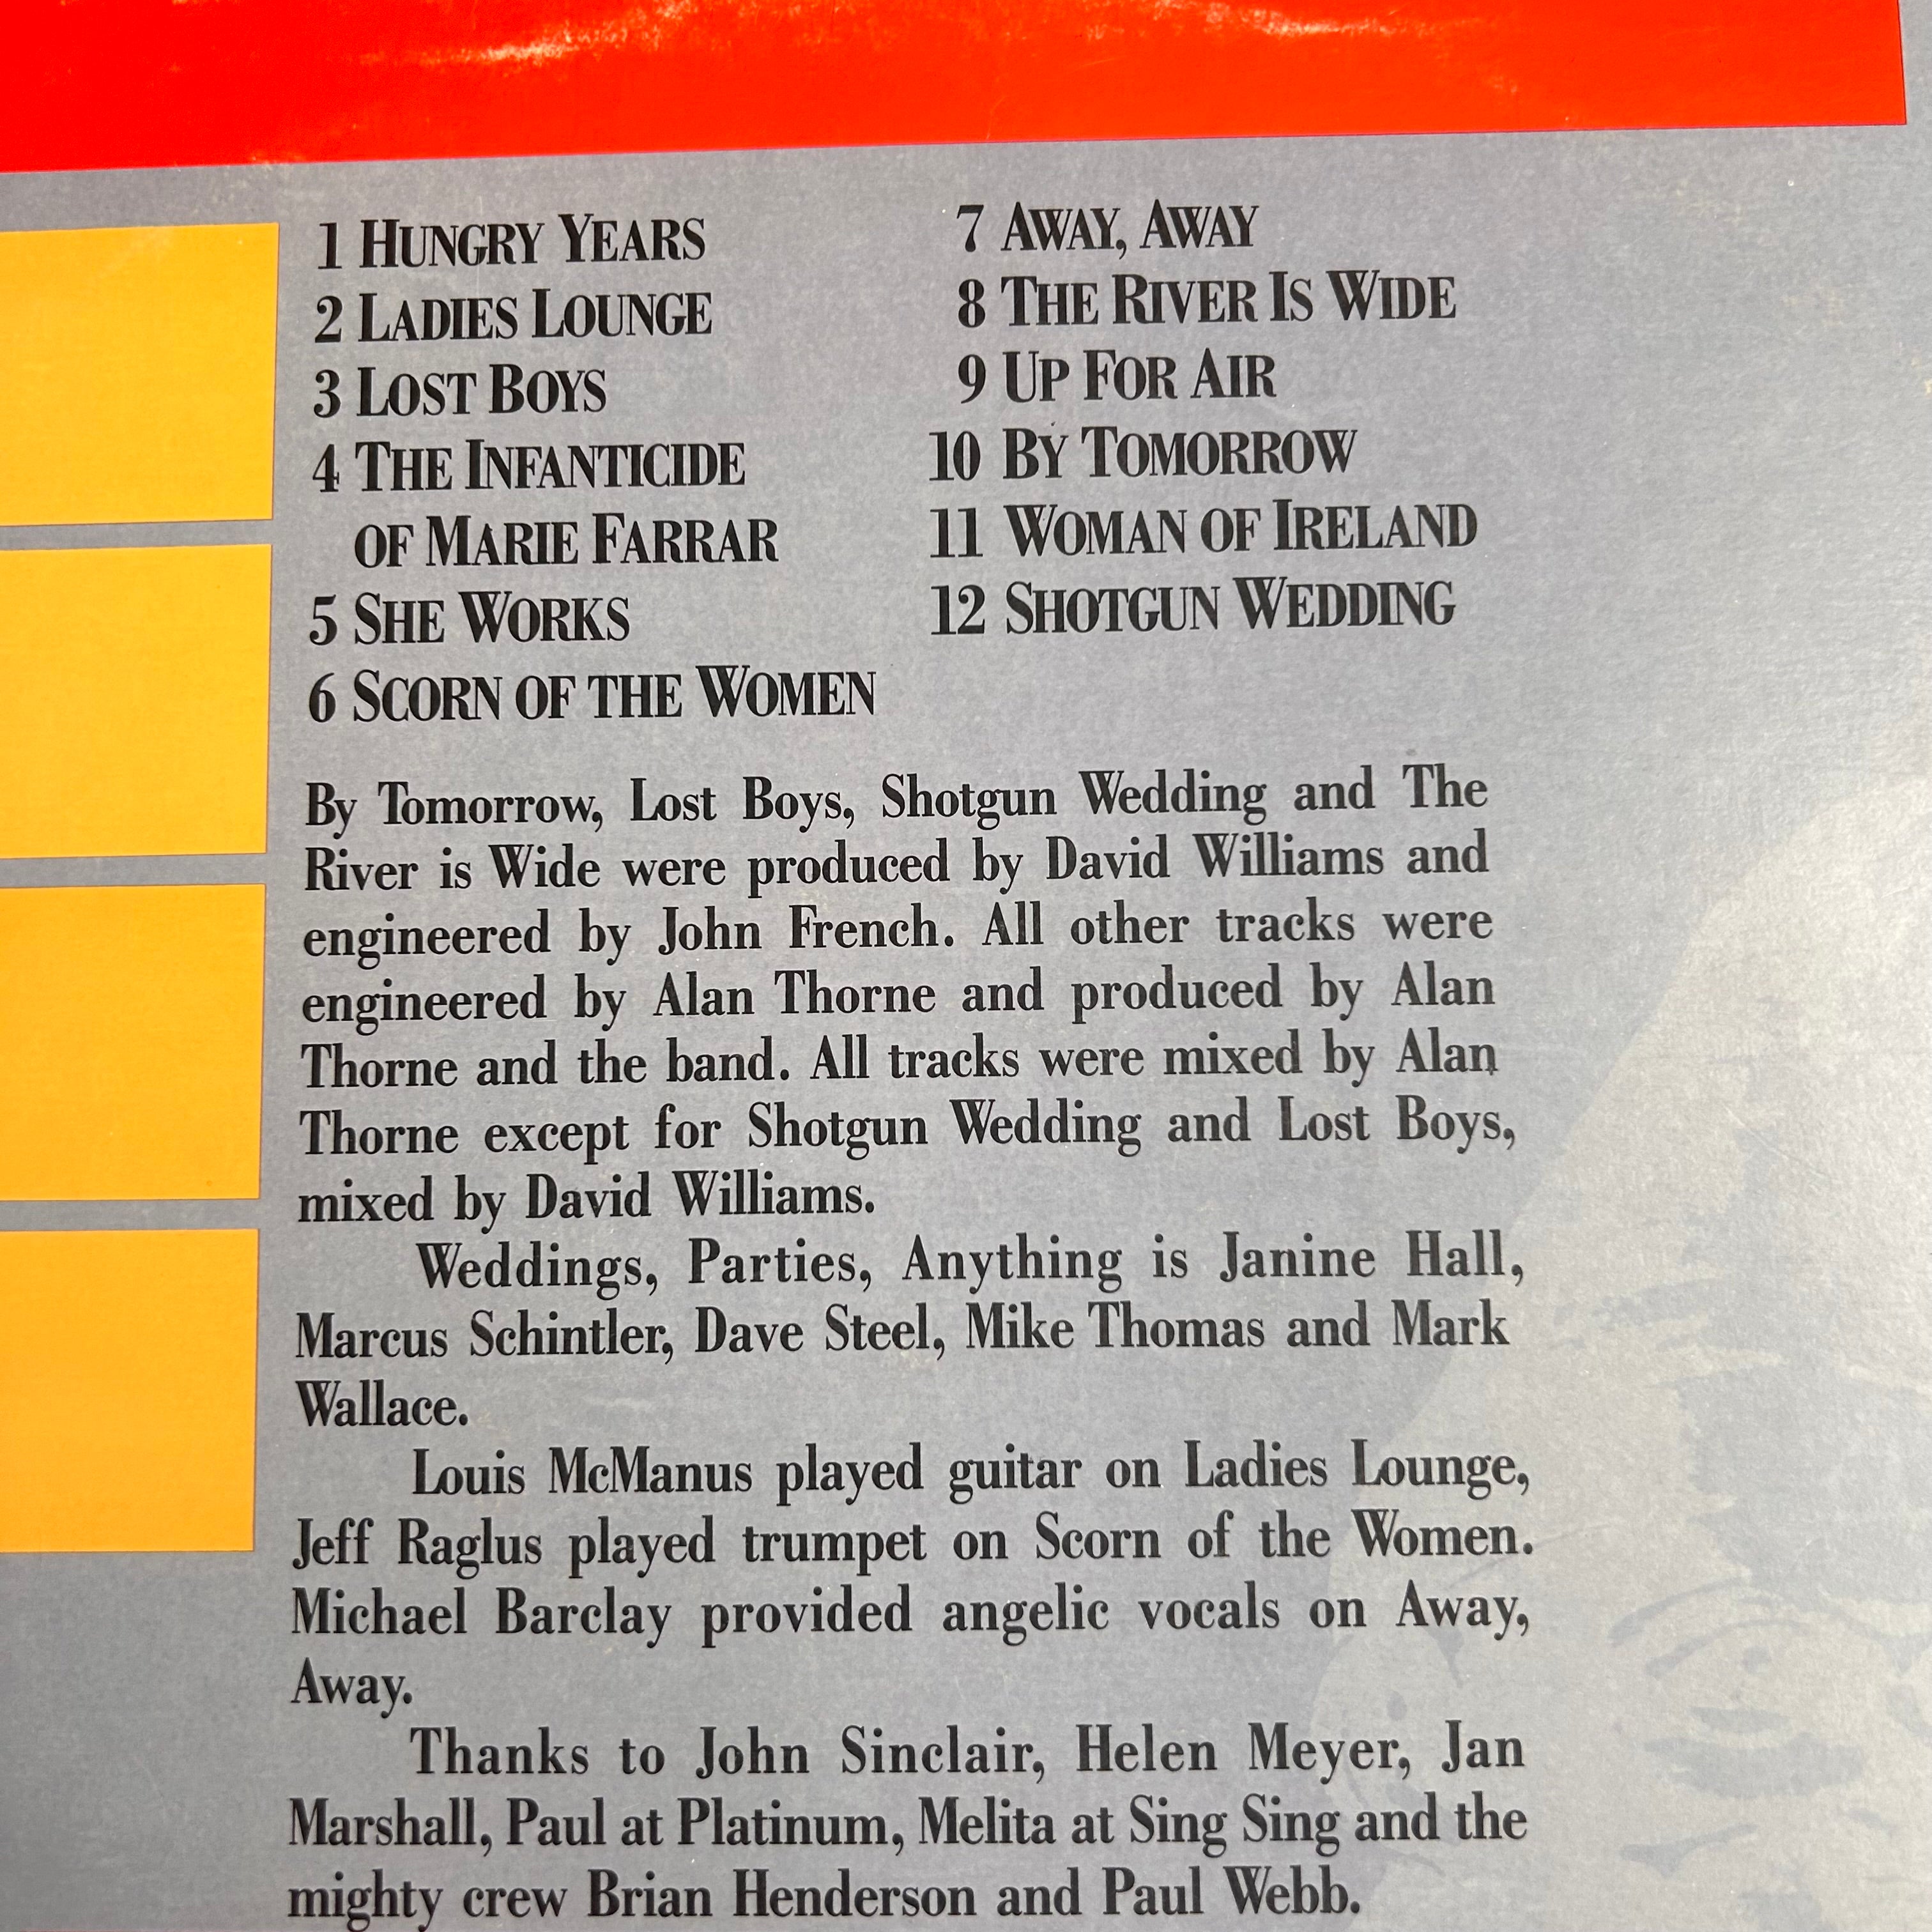 1 HUNGRY YEARS
2 LADIES LOUNGE
3 LOST BOYS
4 THE INFANTICIDE
OF MARIE FARRAR
5 SHE WORKS
6 SCORN OF THE WOMEN
7 AWAY, AWAY
8 THE RIVER IS WIDE
9 UP FOR AIR
10 BY TOMORROW
11 WOMAN OF IRELAND
12 SHOTGUN WEDDING
By Tomorrow, Lost Boys, Shotgun Wedding and The
River is Wide were produced by David Williams and
engineered by John French. All other tracks were
engineered by Alan Thorne and produced by Alan
Thorne and the band. All tracks were mixed by Alan
Thorne except for Shotgun Wedding and Lost Boys,
mixed by David Williams.
Weddings, Parties, Anything is Janine Hall,
Marcus Schintler, Dave Steel, Mike Thomas and Mark
Wallace.
Louis McManus played guitar on Ladies Lounge,
Jeff Raglus played trumpet on Scorn of the Women.
Michael Barclay provided angelic vocals on Away,
Away.
Thanks to John Sinclair, Helen Meyer, Jan
Marshall, Paul at Platinum, Melita at Sing Sing and the
mighty crew Brian Henderson and Paul Webb.